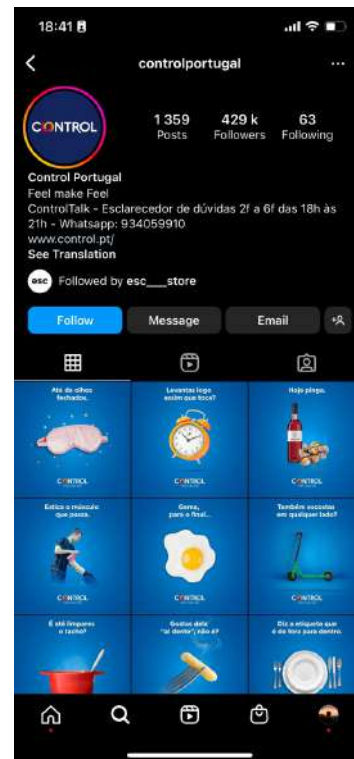 18:41
controlportugal
CONTROL
1 359
429 k
63
Posts
Followers
Following
Control Portugal
Feel make Feel
ControlTalk - Esclarecedor de dúvidas 2f a 6f das 18h às
21h - Whatsapp: 934059910
www.control.pt/
See Translation
esc
Followed by esc___store
Follow
Message
Email
Até de olhos
fechados.
CONTROL
Levantas logo
assim que toca?
CONTROL
Hoje pinga.
CONTROL
Estica o músculo
que passa.
CONTROL
Gema,
para o final...
CONTROL
Também encostas
em qualquer lado?
CONTROL
É até limpares
o tacho?
Gostas dela
"al dente", não é?
Diz a etiqueta que
é de fora para dentro.